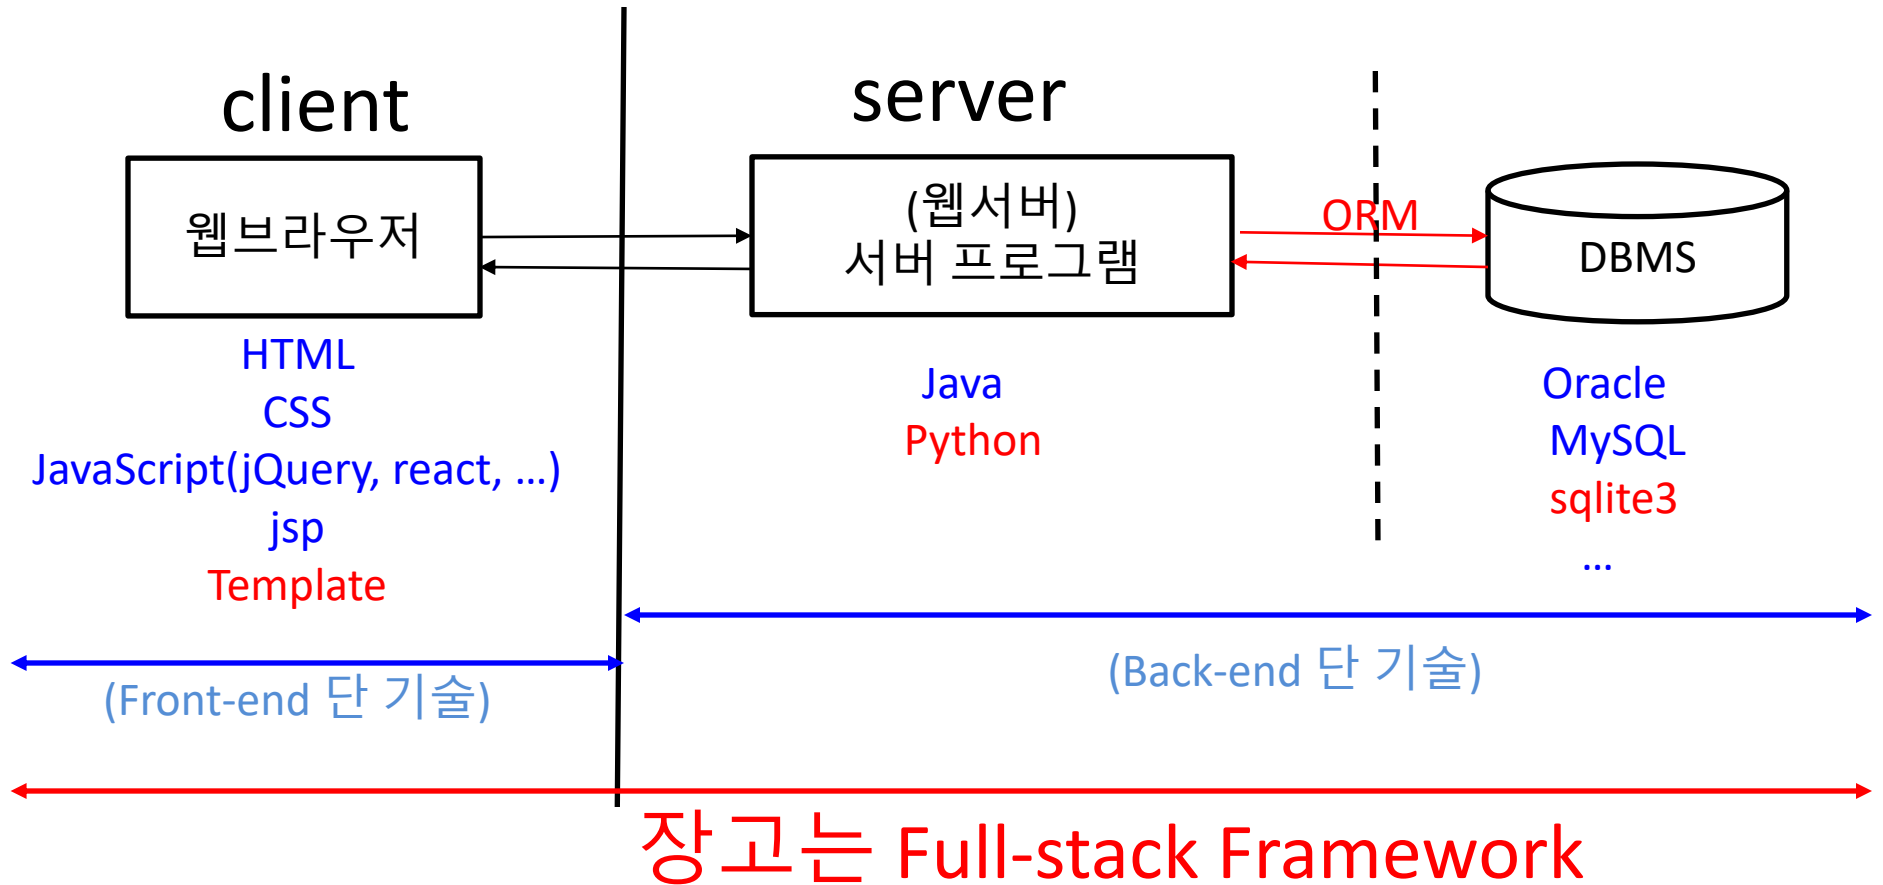 client
server
웹브라우저
(웹서버)
서버 프로그램
ORM
DBMS
HTML
CSS
JavaScript(jQuery, react, ...)
jsp
Template
Java
Python
Oracle
MySQL
sqlite3
...
(Front-end 단 기술)
(Back-end 단 기술)
장고는 Full-stack Framework